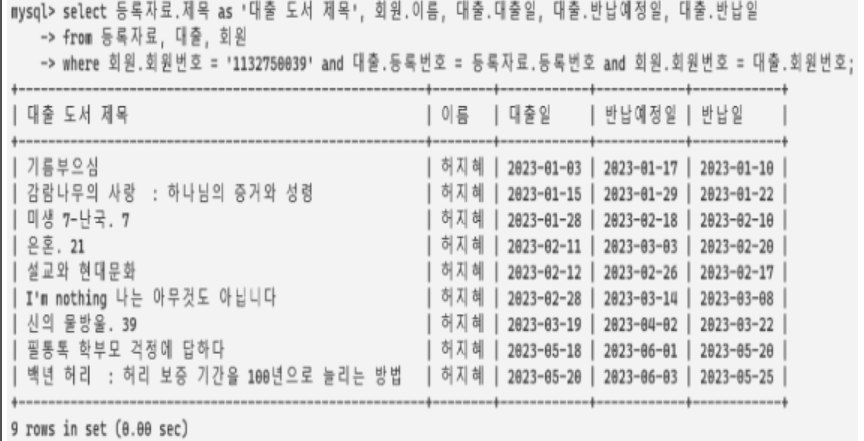 mysql> select 등록자료.제목 as '대출 도서 제목', 회원.이름, 대출.대출일, 대출.반납예정일, 대출.반납일
-> from 등록자료, 대출, 회원
-> where 회원.회원번호 = '1132750039' and 대출.등록번호 = 등록자료.등록번호 and 회원.회원번호 = 대출.회원번호;
| 대출 도서 제목 | 이름 | 대출일 | 반납예정일 | 반납일 |
| 기름부으심 | 허지혜 | 2023-01-03 | 2023-01-17 | 2023-01-10 |
| 감람나무의 사랑 : 하나님의 증거와 성령 | 허지혜 | 2023-01-15 | 2023-01-29 | 2023-01-22 |
| 미생 7-난국. 7 | 허지혜 | 2023-01-28 | 2023-02-18 | 2023-02-10 |
| 은혼. 21 | 허지혜 | 2023-02-11 | 2023-03-03 | 2023-02-20 |
| 설교와 현대문화 | 허지혜 | 2023-02-12 | 2023-02-26 | 2023-02-17 |
| I'm nothing 나는 아무것도 아닙니다 | 허지혜 | 2023-02-28 | 2023-03-14 | 2023-03-08 |
| 신의 물방울. 39 | 허지혜 | 2023-03-19 | 2023-04-02 | 2023-03-22 |
| 필통톡 학부모 걱정에 답하다 | 허지혜 | 2023-05-18 | 2023-06-01 | 2023-05-20 |
| 백년 허리 : 허리 보증 기간을 100년으로 늘리는 방법 | 허지혜 | 2023-05-20 | 2023-06-03 | 2023-05-25 |
9 rows in set (0.00 sec)